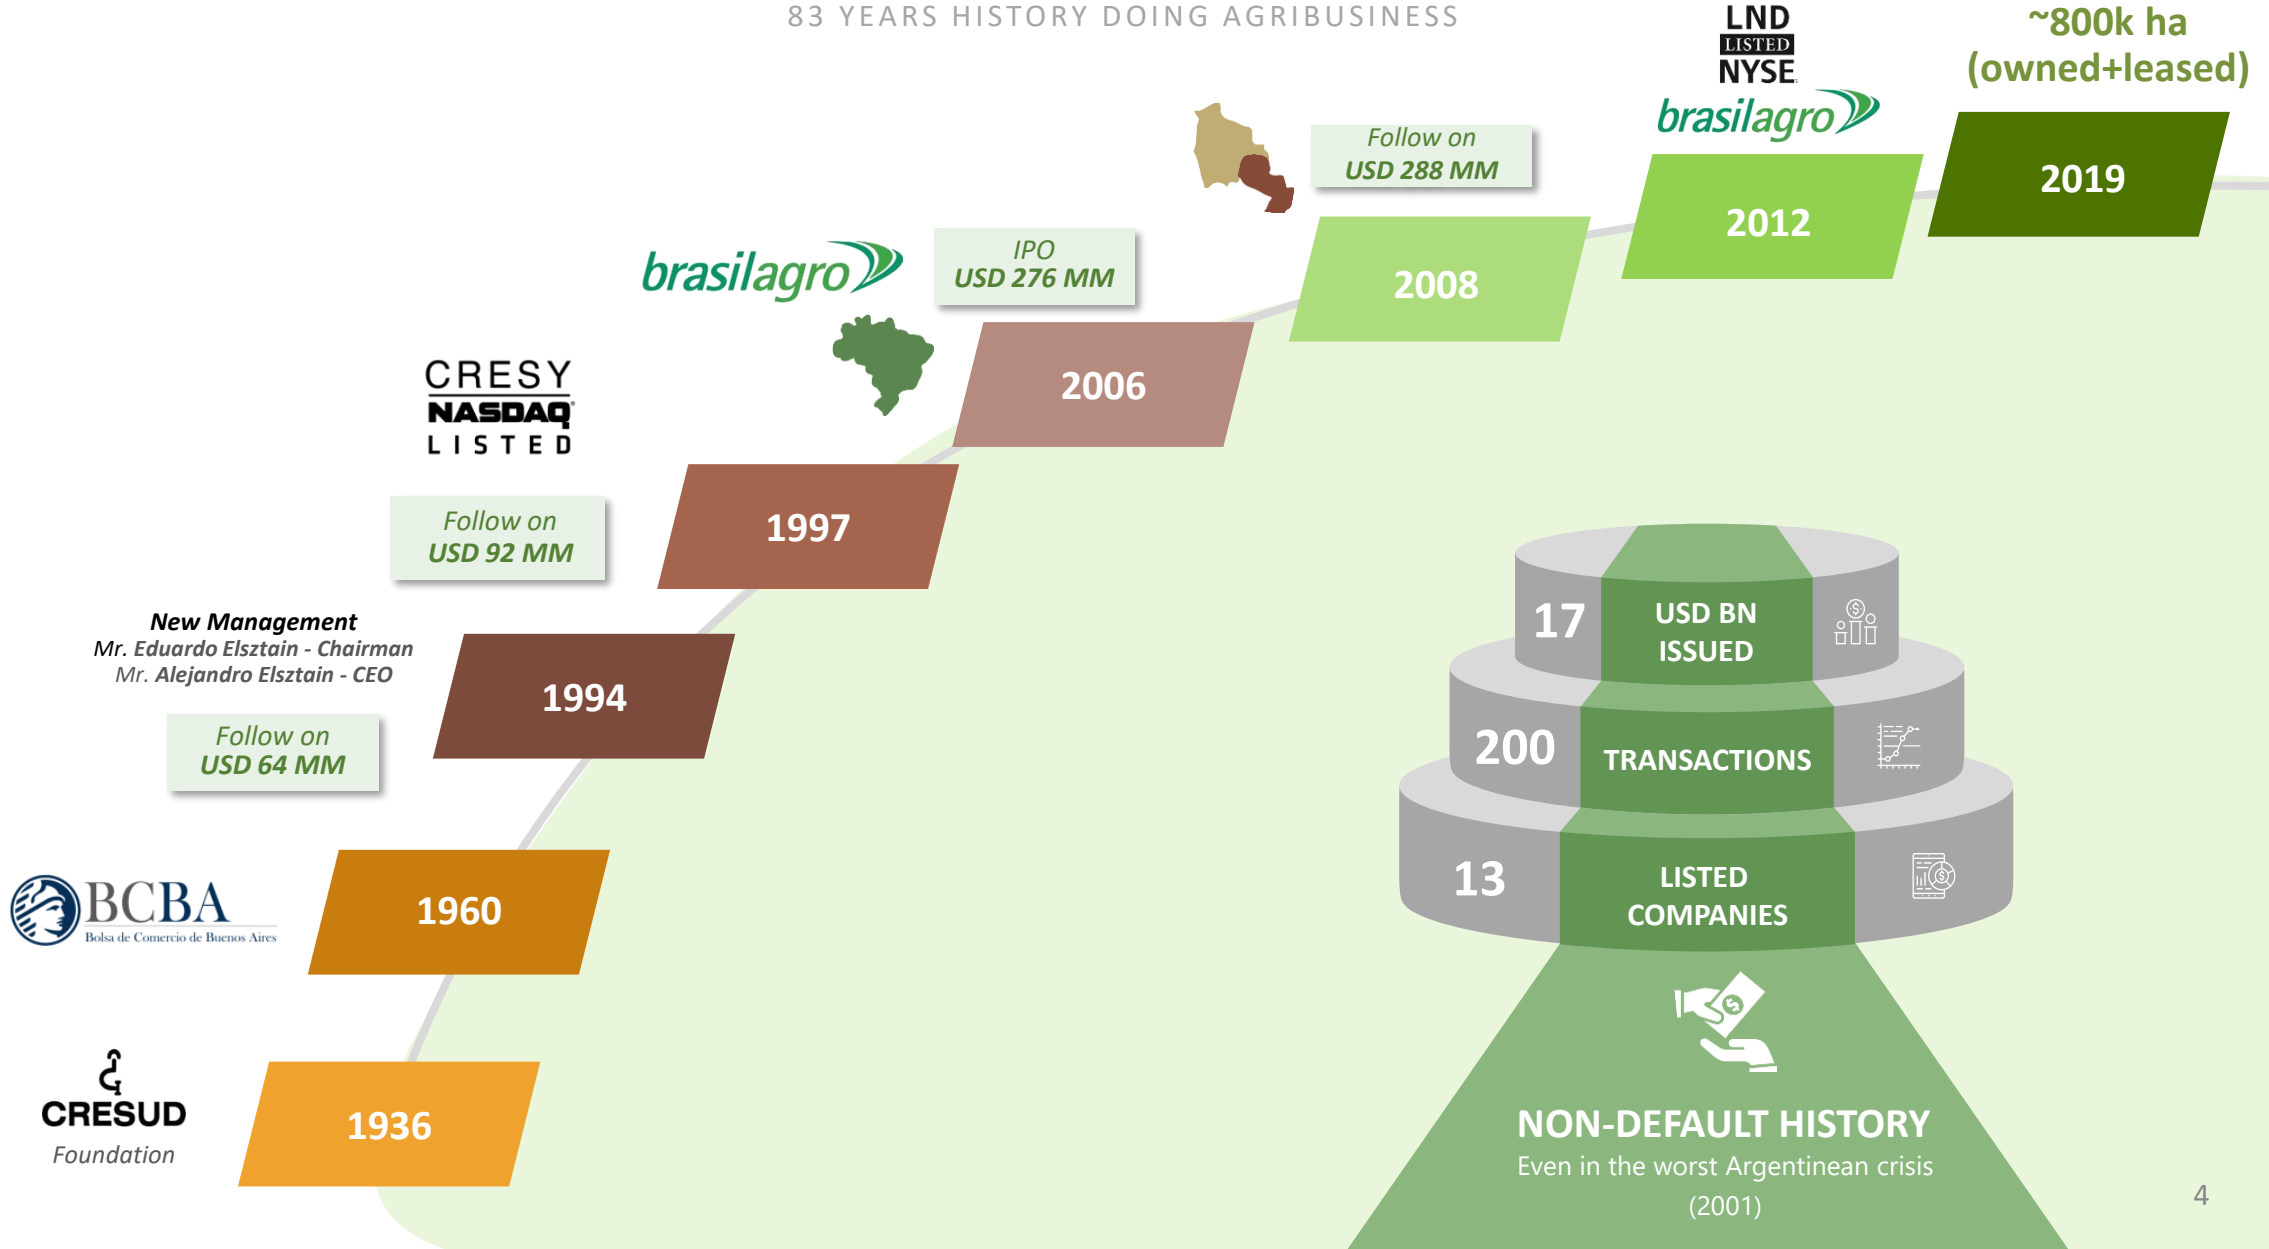 83 YEARS HISTORY DOING AGRIBUSINESS
LND
LISTED
NYSE
brasilagro
~800k ha
(owned+leased)
2019
2012
Follow on
USD 288 MM
2008
brasilagro
IPO
USD 276 MM
2006
CRESY
NASDAQ
LISTED
Follow on
USD 92 MM
1997
New Management
Mr. Eduardo Elsztain - Chairman
Mr. Alejandro Elsztain - CEO
Follow on
USD 64 MM
1994
BCBA
Bolsa de Comercio de Buenos Aires
1960
CRESUD
Foundation
1936
17
USD BN
ISSUED
200
TRANSACTIONS
13
LISTED
COMPANIES
NON-DEFAULT HISTORY
Even in the worst Argentinean crisis
(2001)
4